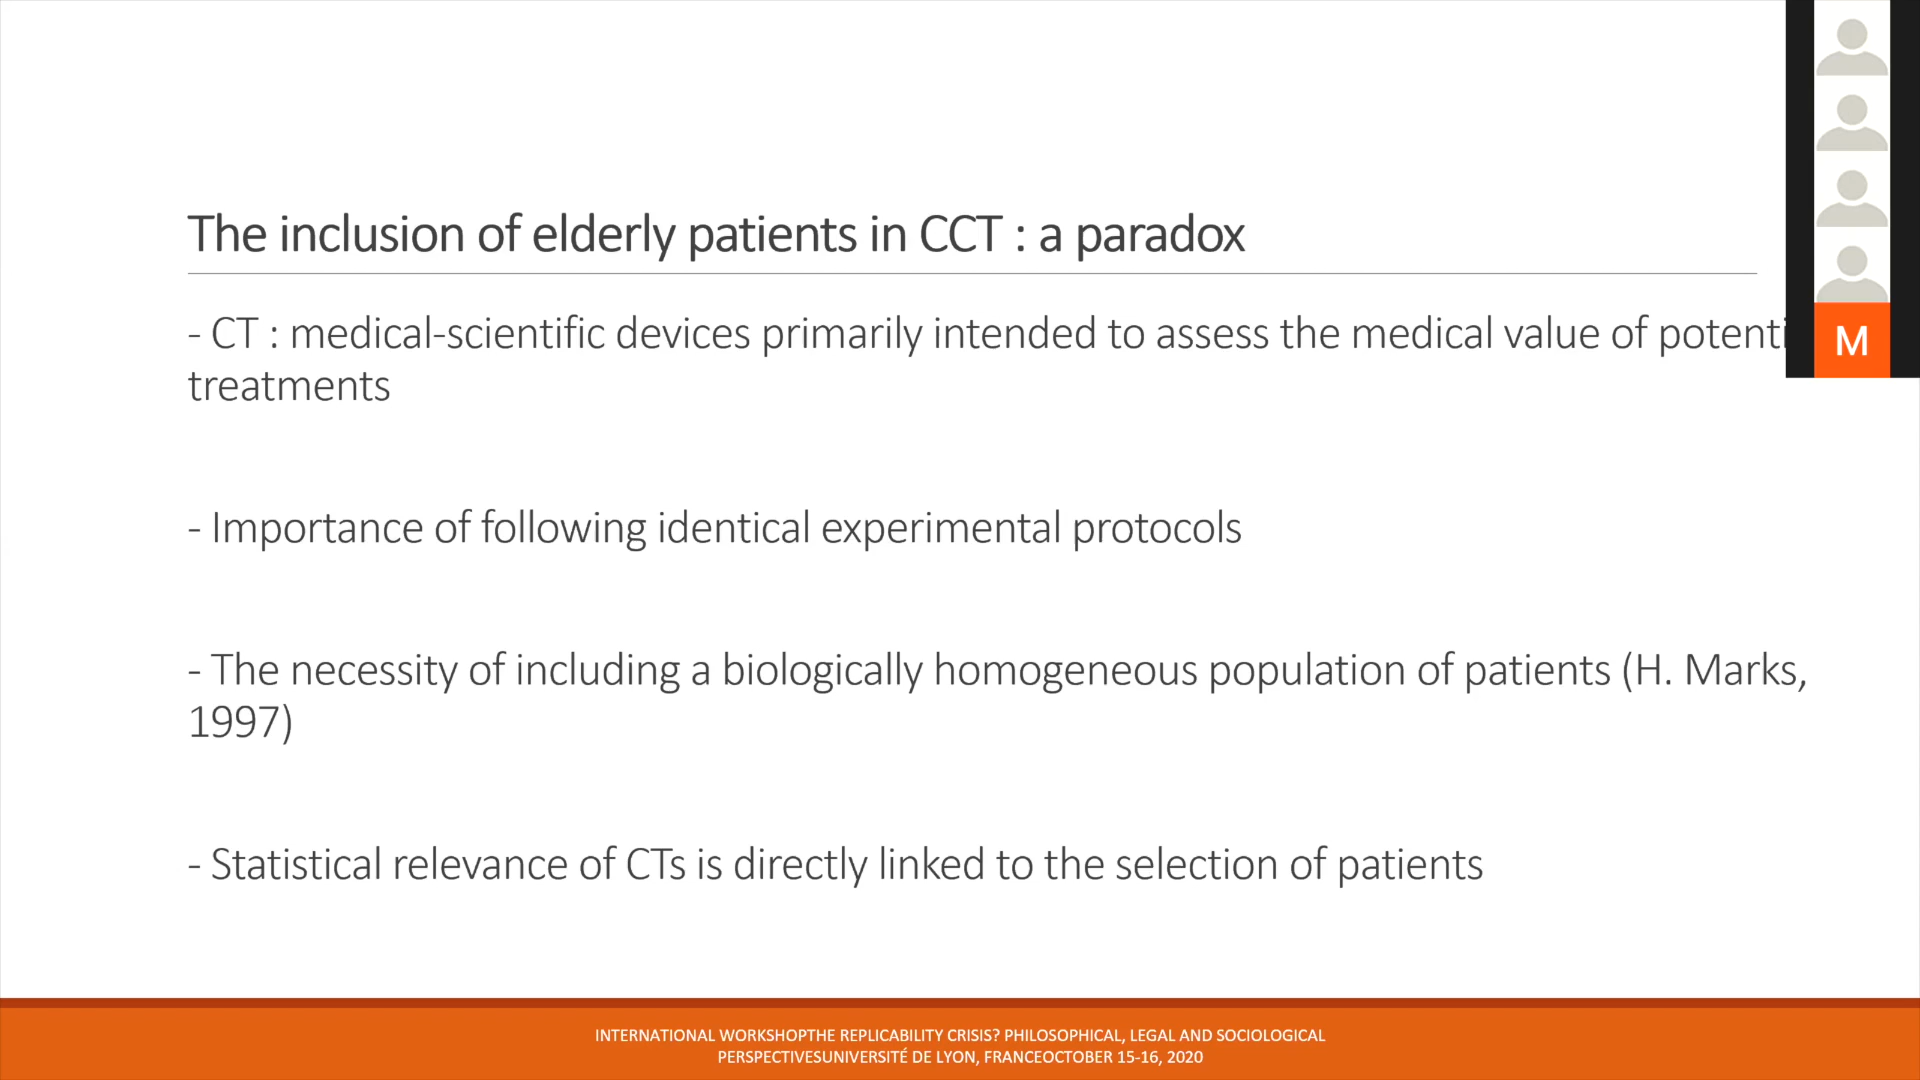 The inclusion of elderly patients in CCT : a paradox
- CT : medical-scientific devices primarily intended to assess the medical value of
treatments
- Importance of following identical experimental protocols
- The necessity of including a biologically homogeneous population of patients (H. Marks,
1997)
- Statistical relevance of CTs is directly linked to the selection of patients
M
INTERNATIONAL WORKSHOPTHE REPLICABILITY CRISIS? PHILOSOPHICAL, LEGAL AND SOCIOLOGICAL
PERSPECTIVESUNIVERSITÉ DE LYON, FRANCEOCTOBER 15-16, 2020